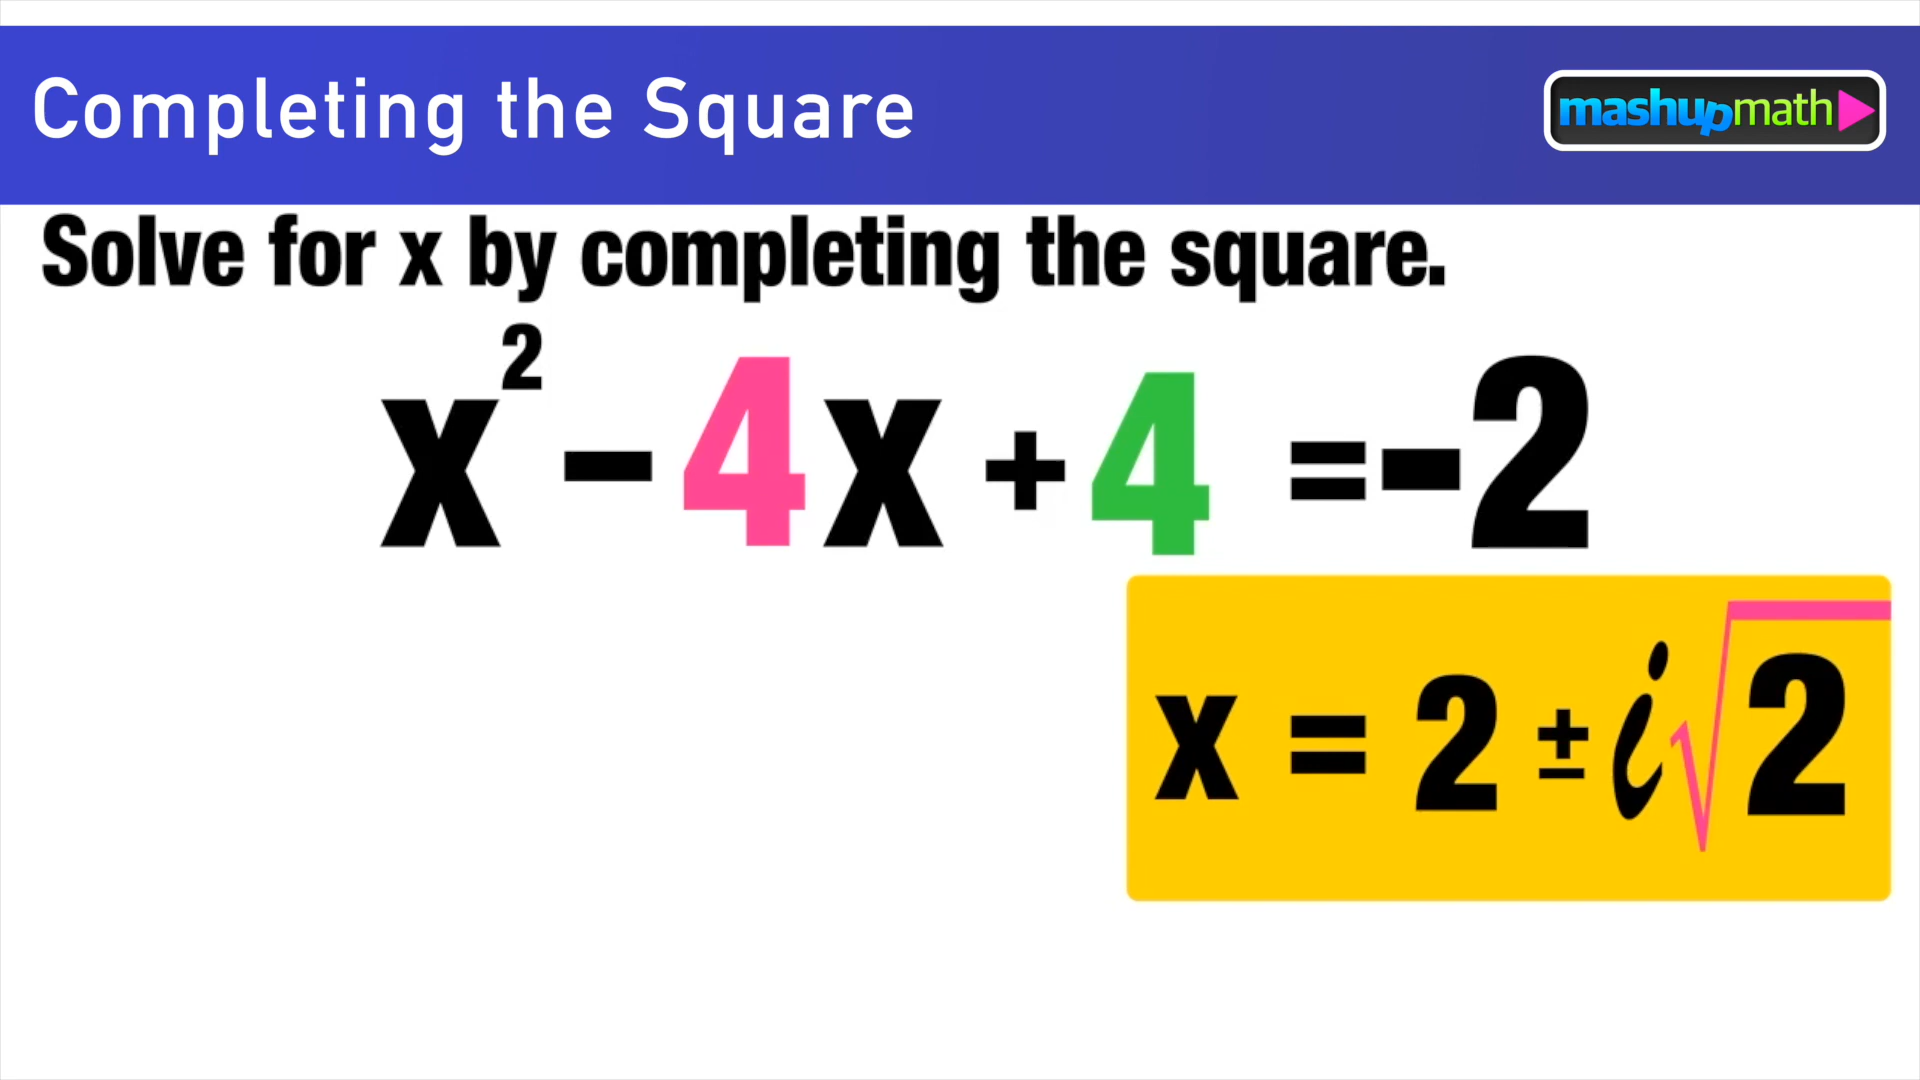 Completing the Square
mashupmath
Solve for x by completing the square.
x² – 4x + 4 = -2
x = 2 ± i√2